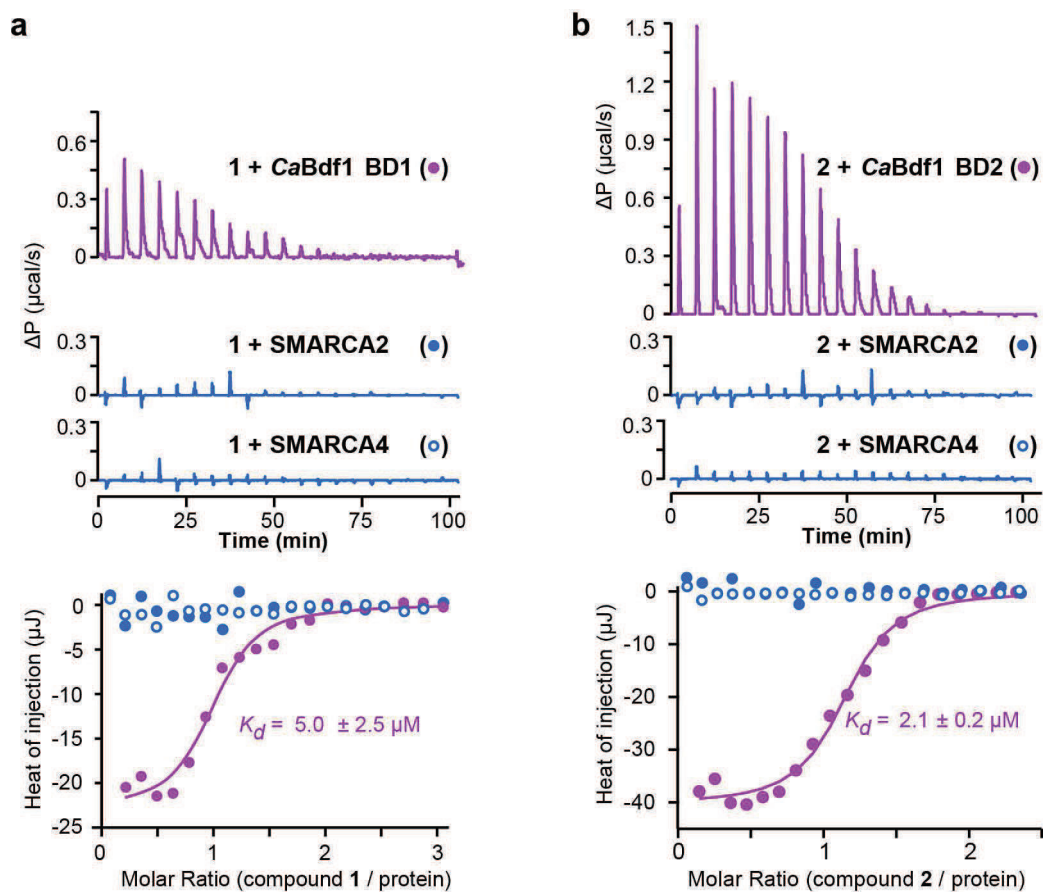 a
0.6
0.3
0
1 + CaBdf1 BD1 (●)
ΔP (μcal/s)
0.3
0
1 + SMARCA2 (●)
0.3
0
1 + SMARCA4 (○)
0 25 50 75 100
Time (min)
0
-5
-10
-15
-20
-25
Heat of injection (μJ)
Kd = 5.0 ± 2.5 μM
0 1 2 3
Molar Ratio (compound 1 / protein)
b
1.5
1.2
0.9
0.6
0.3
0
ΔP (μcal/s)
2 + CaBdf1 BD2 (●)
0.3
0
2 + SMARCA2 (●)
0.3
0
2 + SMARCA4 (○)
0 25 50 75 100
Time (min)
0
-10
-20
-30
-40
Heat of injection (μJ)
Kd = 2.1 ± 0.2 μM
0 1 2
Molar Ratio (compound 2 / protein)